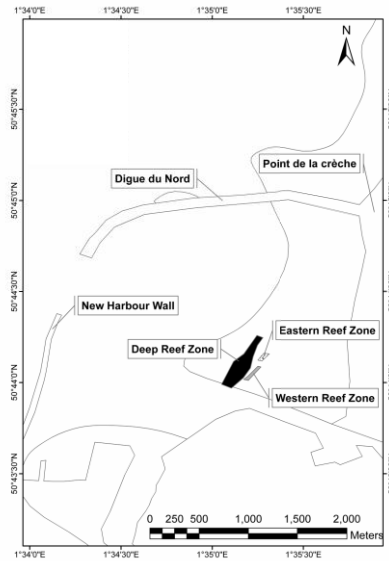 1°34'0"E 1°34'30"E 1°35'0"E 1°35'30"E
N
50°45'30"N
Point de la crèche
Digue du Nord
50°45'0"N
50°44'30"N
New Harbour Wall
Eastern Reef Zone
Deep Reef Zone
50°44'0"N
Western Reef Zone
50°43'30"N
0 250 500 1,000 1,500 2,000
Meters
1°34'0"E 1°34'30"E 1°35'0"E 1°35'30"E